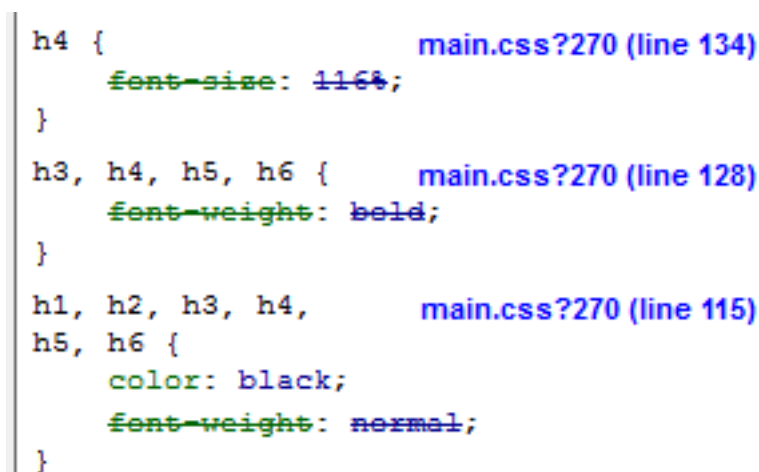 h4 { main.css?270 (line 134)
font-size: 116%;
}
h3, h4, h5, h6 { main.css?270 (line 128)
font-weight: bold;
}
h1, h2, h3, h4, main.css?270 (line 115)
h5, h6 {
color: black;
font-weight: normal;
}